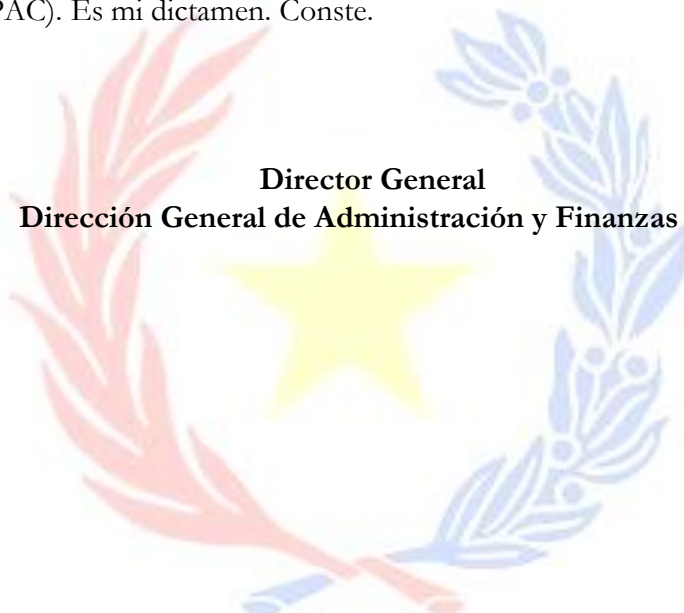 PAC). Es mi dictamen. Conste.
Director General
Dirección General de Administración y Finanzas